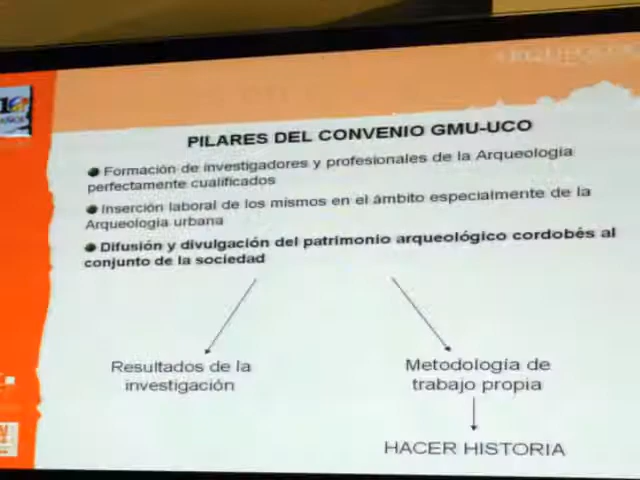 PILARES DEL CONVENIO GMU-UCO
Formación de investigadores y profesionales de la Arqueología
perfectamente cualificados
Inserción laboral de los mismos en el ámbito especialmente de la
Arqueología urbana
Difusión y divulgación del patrimonio arqueológico cordobés al
conjunto de la sociedad
Resultados de la
investigación
Metodología de
trabajo propia
HACER HISTORIA